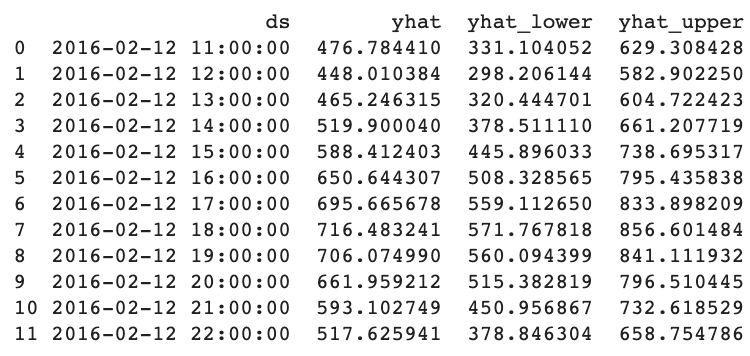 ds yhat yhat_lower yhat_upper
0 2016-02-12 11:00:00 476.784410 331.104052 629.308428
1 2016-02-12 12:00:00 448.010384 298.206144 582.902250
2 2016-02-12 13:00:00 465.246315 320.444701 604.722423
3 2016-02-12 14:00:00 519.900040 378.511110 661.207719
4 2016-02-12 15:00:00 588.412403 445.896033 738.695317
5 2016-02-12 16:00:00 650.644307 508.328565 795.435838
6 2016-02-12 17:00:00 695.665678 559.112650 833.898209
7 2016-02-12 18:00:00 716.483241 571.767818 856.601484
8 2016-02-12 19:00:00 706.074990 560.094399 841.111932
9 2016-02-12 20:00:00 661.959212 515.382819 796.510445
10 2016-02-12 21:00:00 593.102749 450.956867 732.618529
11 2016-02-12 22:00:00 517.625941 378.846304 658.754786